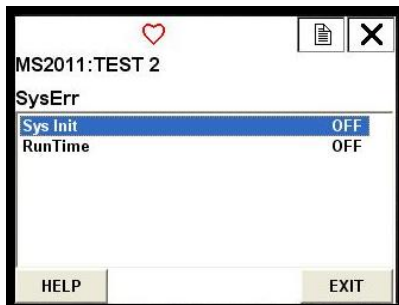 MS2011:TEST 2
SysErr
Sys Init OFF
RunTime OFF
HELP EXIT